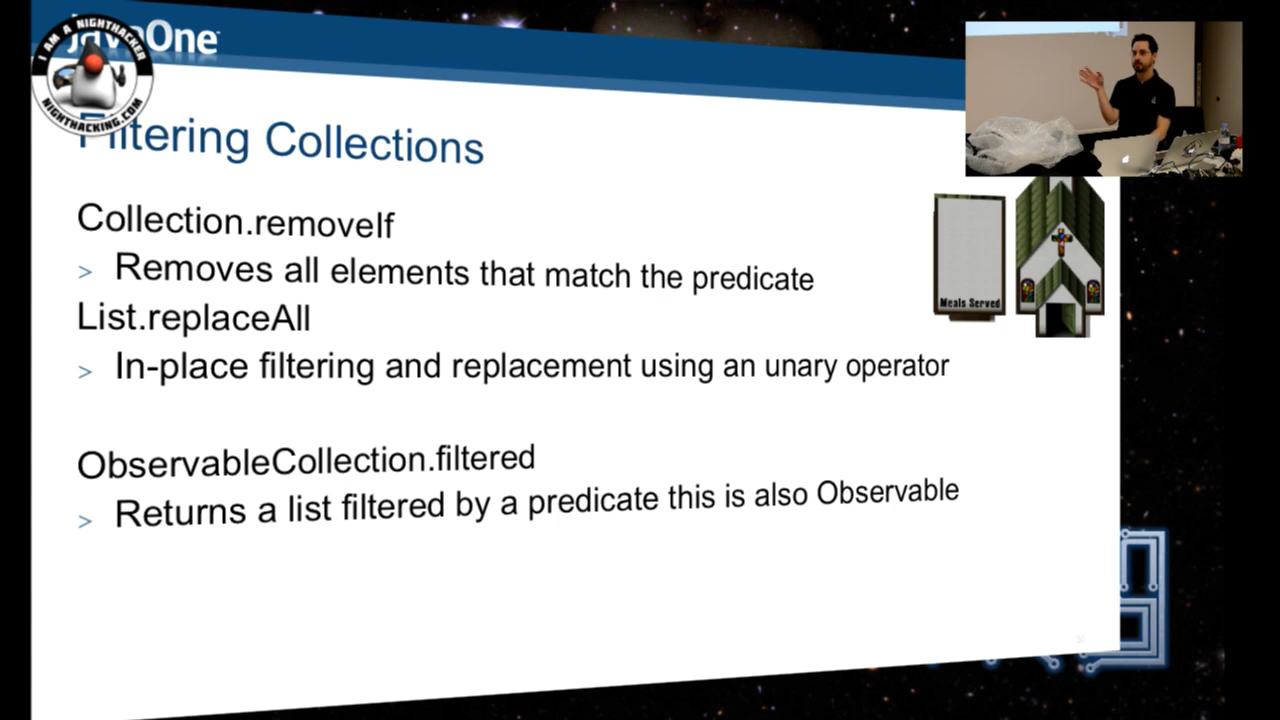 JavaOne
I AM A NIGHTHACKER
NIGHTHACKING.COM
Filtering Collections
Collection.removeIf
> Removes all elements that match the predicate
List.replaceAll
> In-place filtering and replacement using an unary operator
Meals Served
ObservableCollection.filtered
> Returns a list filtered by a predicate this is also Observable